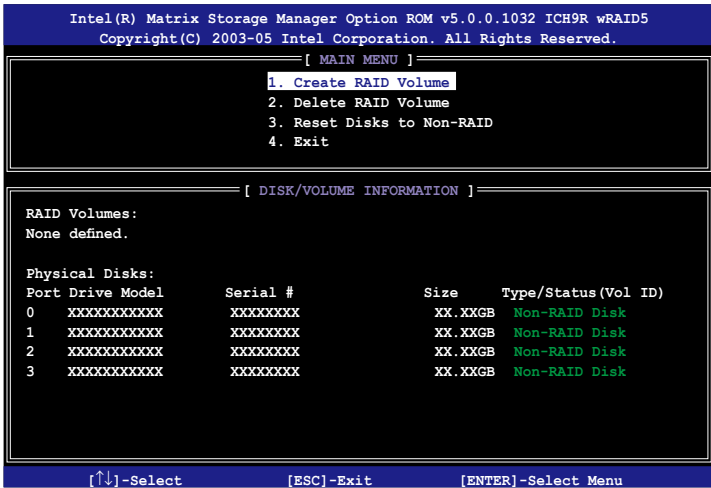 Intel(R) Matrix Storage Manager Option ROM v5.0.0.1032 ICH9R wRAID5
Copyright(C) 2003-05 Intel Corporation. All Rights Reserved.
[ MAIN MENU ]
1. Create RAID Volume
2. Delete RAID Volume
3. Reset Disks to Non-RAID
4. Exit
[ DISK/VOLUME INFORMATION ]
RAID Volumes:
None defined.
Physical Disks:
Port Drive Model Serial # Size Type/Status(Vol ID)
0 XXXXXXXXXXX XXXXXXXX XX.XXGB Non-RAID Disk
1 XXXXXXXXXXX XXXXXXXX XX.XXGB Non-RAID Disk
2 XXXXXXXXXXX XXXXXXXX XX.XXGB Non-RAID Disk
3 XXXXXXXXXXX XXXXXXXX XX.XXGB Non-RAID Disk
[↑↓]-Select [ESC]-Exit [ENTER]-Select Menu